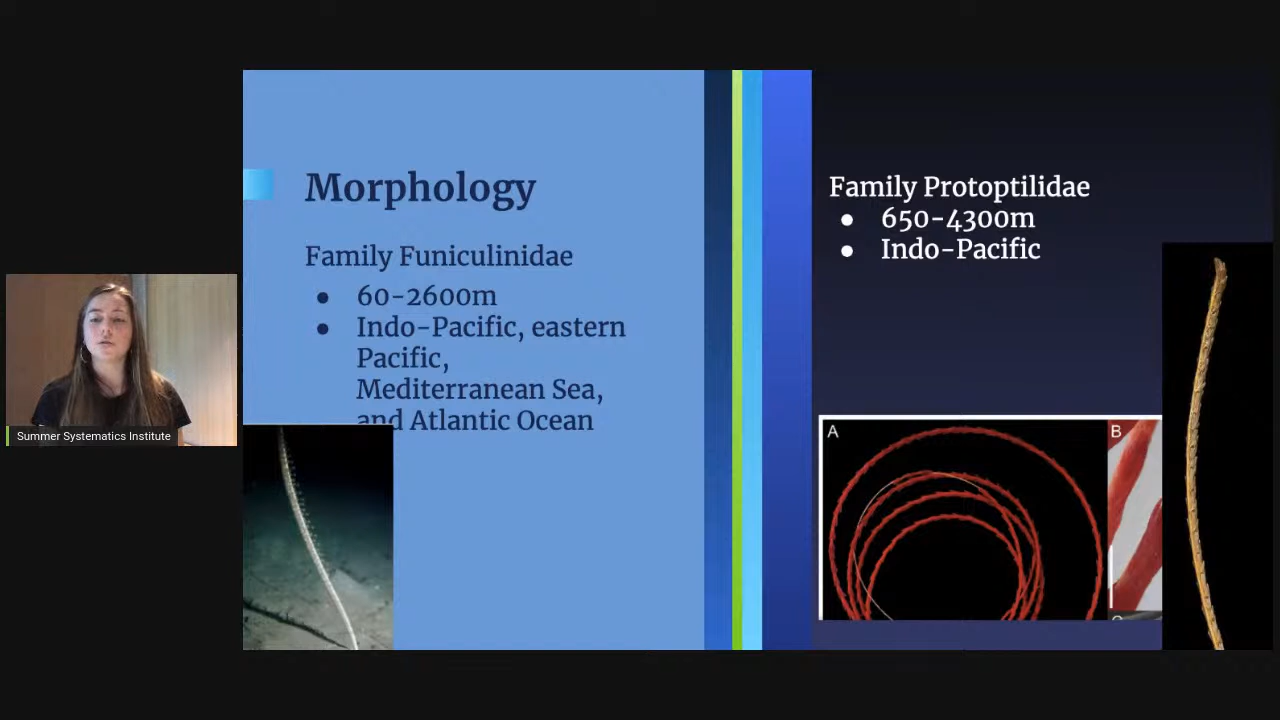 Morphology
Family Funiculinidae
● 60-2600m
● Indo-Pacific, eastern
Pacific,
Mediterranean Sea,
and Atlantic Ocean
Family Protoptilidae
● 650-4300m
● Indo-Pacific
A
B
Summer Systematics Institute